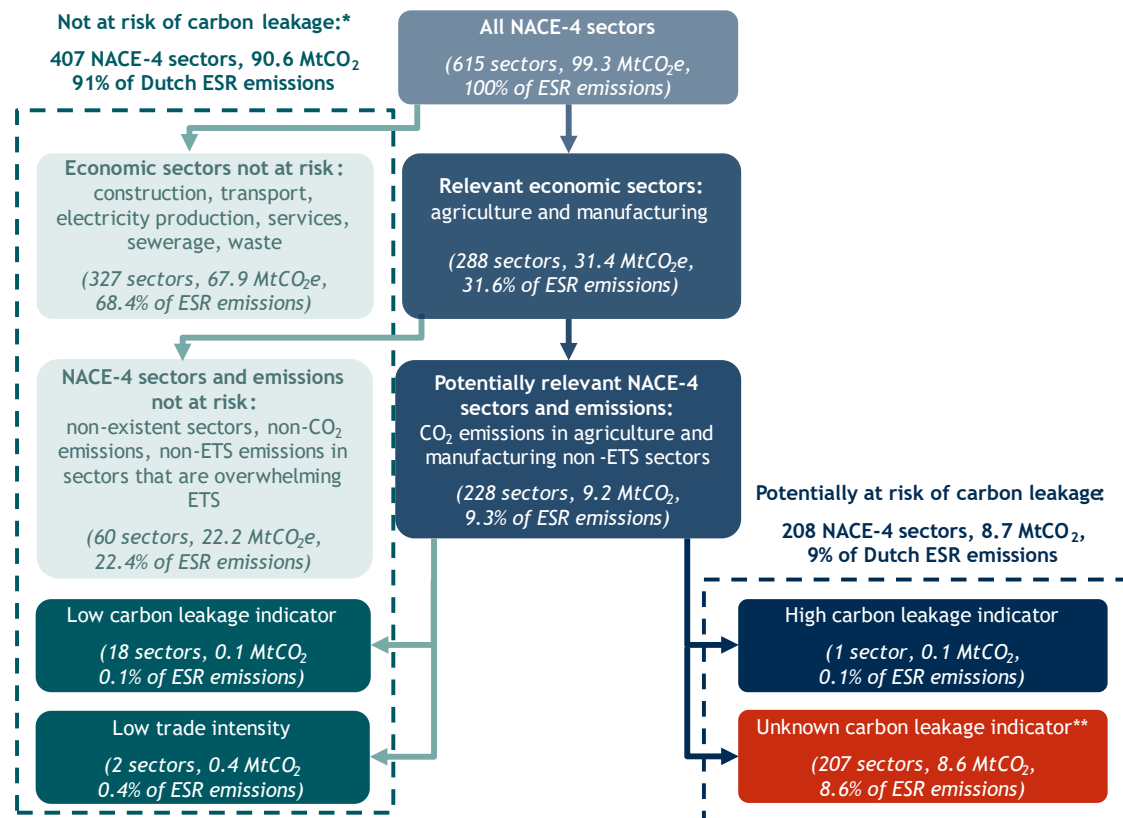 Not at risk of carbon leakage:*
407 NACE-4 sectors, 90.6 MtCO₂
91% of Dutch ESR emissions
All NACE-4 sectors
(615 sectors, 99.3 MtCO₂e,
100% of ESR emissions)
Economic sectors not at risk:
construction, transport,
electricity production, services,
sewerage, waste
(327 sectors, 67.9 MtCO₂e,
68.4% of ESR emissions)
Relevant economic sectors:
agriculture and manufacturing
(288 sectors, 31.4 MtCO₂e,
31.6% of ESR emissions)
NACE-4 sectors and emissions
not at risk:
non-existent sectors, non-CO₂
emissions, non-ETS emissions in
sectors that are overwhelming
ETS
(60 sectors, 22.2 MtCO₂e,
22.4% of ESR emissions)
Potentially relevant NACE-4
sectors and emissions:
CO₂ emissions in agriculture and
manufacturing non -ETS sectors
(228 sectors, 9.2 MtCO₂,
9.3% of ESR emissions)
Potentially at risk of carbon leakage:
208 NACE-4 sectors, 8.7 MtCO₂,
9% of Dutch ESR emissions
Low carbon leakage indicator
(18 sectors, 0.1 MtCO₂
0.1% of ESR emissions)
High carbon leakage indicator
(1 sector, 0.1 MtCO₂,
0.1% of ESR emissions)
Low trade intensity
(2 sectors, 0.4 MtCO₂
0.4% of ESR emissions)
Unknown carbon leakage indicator**
(207 sectors, 8.6 MtCO₂,
8.6% of ESR emissions)